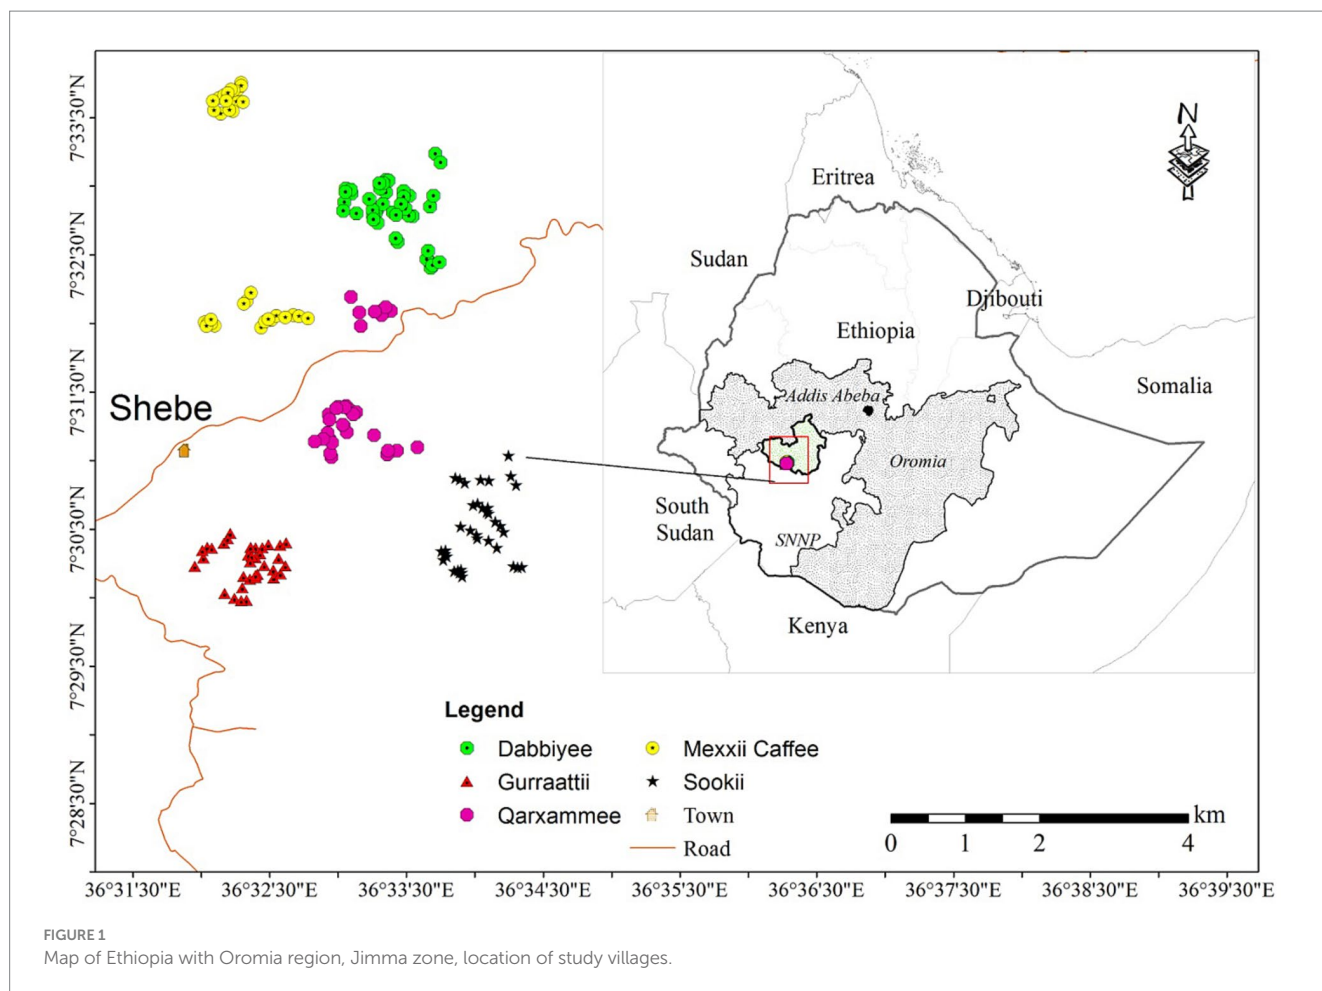 7°33'30"N
7°32'30"N
7°31'30"N
7°30'30"N
7°29'30"N
7°28'30"N
Shebe
N
Eritrea
Sudan
Djibouti
Ethiopia
Somalia
Addis Abeba
Oromia
South
Sudan
SNNP
Kenya
Legend
Dabbiyee
Mexxii Caffee
Gurraattii
Sookii
Qarxammee
Town
Road
km
0 1 2 4
36°31'30"E 36°32'30"E 36°33'30"E 36°34'30"E 36°35'30"E 36°36'30"E 36°37'30"E 36°38'30"E 36°39'30"E
FIGURE 1
Map of Ethiopia with Oromia region, Jimma zone, location of study villages.